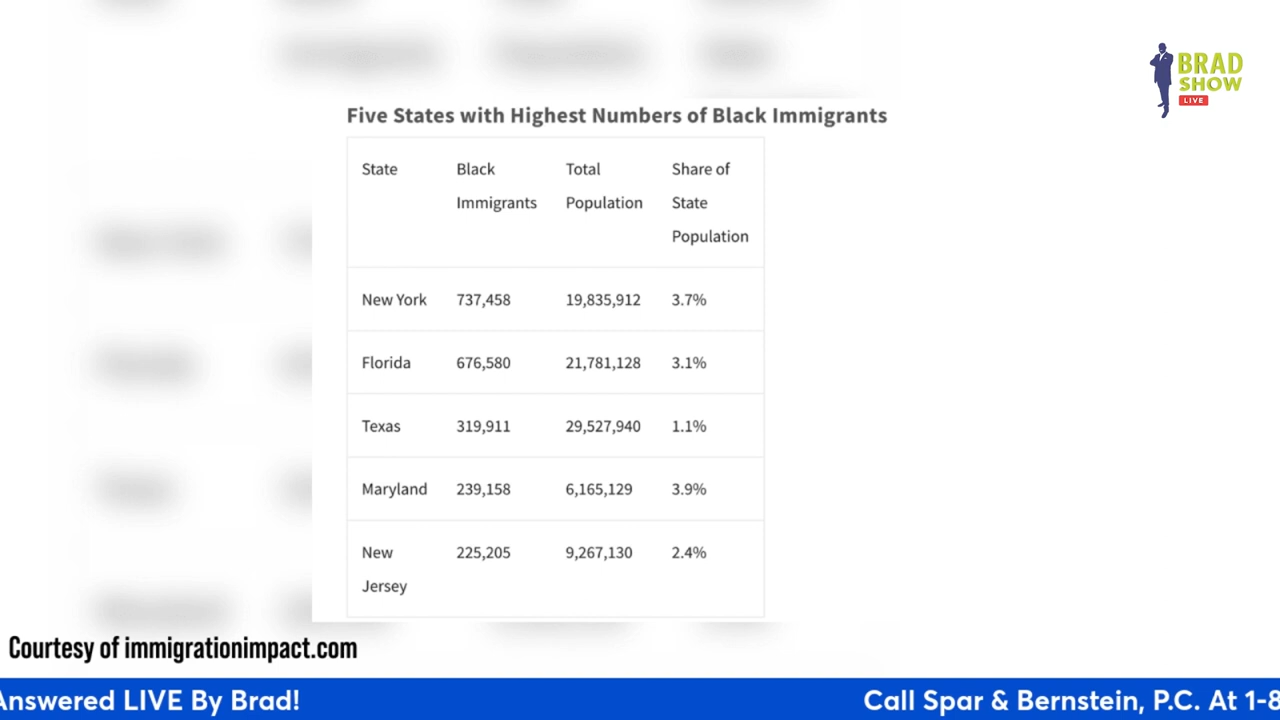 BRAD
SHOW
LIVE
Five States with Highest Numbers of Black Immigrants
State Black Immigrants Total Population Share of State Population
New York 737,458 19,835,912 3.7%
Florida 676,580 21,781,128 3.1%
Texas 319,911 29,527,940 1.1%
Maryland 239,158 6,165,129 3.9%
New Jersey 225,205 9,267,130 2.4%
Courtesy of immigrationimpact.com
Answered LIVE By Brad! Call Spar & Bernstein, P.C. At 1-8